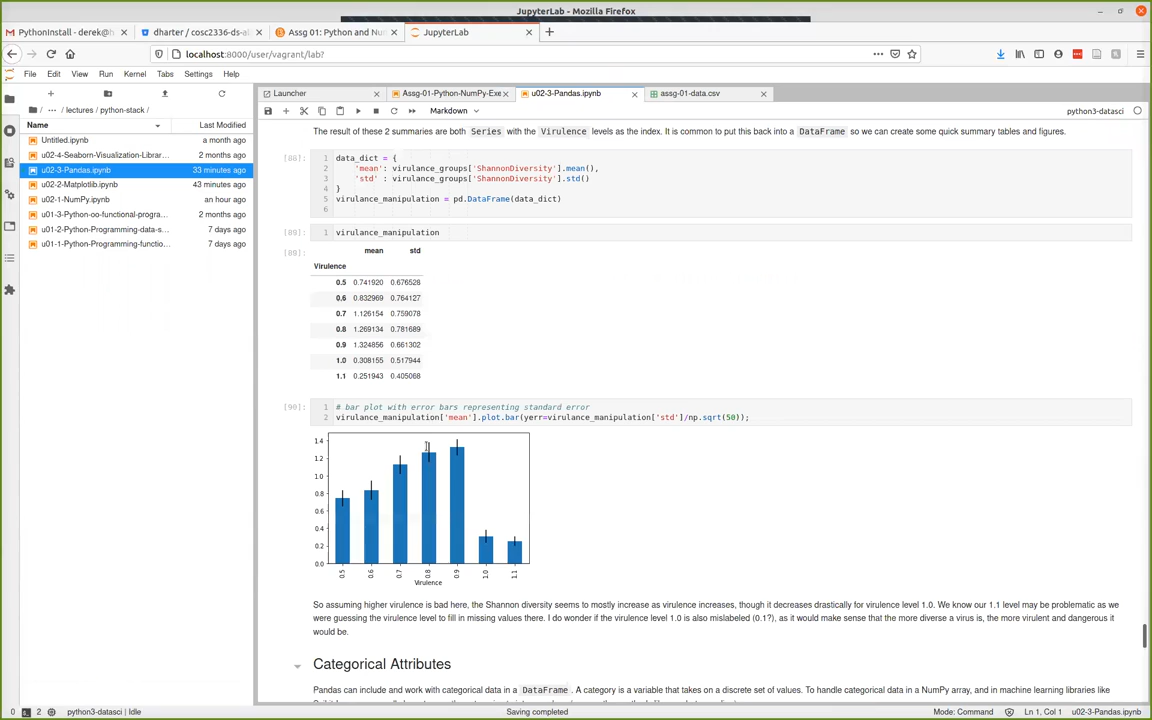 JupyterLab - Mozilla Firefox
PythonInstall - derek@h
dharter / cosc2336-ds-al
Assg 01: Python and Num
JupyterLab
localhost:8000/user/vagrant/lab?
File Edit View Run Kernel Tabs Settings Help
Launcher
Assg-01-Python-NumPy-Exe
u02-3-Pandas.ipynb
assg-01-data.csv
Markdown
python3-datasci
/ ··· / lectures / python-stack /
Name Last Modified
Untitled.ipynb a month ago
u02-4-Seaborn-Visualization-Librar... 2 months ago
u02-3-Pandas.ipynb 33 minutes ago
u02-2-Matplotlib.ipynb 43 minutes ago
u02-1-NumPy.ipynb an hour ago
u01-3-Python-oo-functional-progra... 2 months ago
u01-2-Python-Programming-data-s... 7 days ago
u01-1-Python-Programming-functio... 7 days ago
The result of these 2 summaries are both Series with the Virulence levels as the index. It is common to put this back into a DataFrame so we can create some quick summary tables and figures.
[88]:
1 data_dict = {
2 'mean': virulance_groups['ShannonDiversity'].mean(),
3 'std' : virulance_groups['ShannonDiversity'].std()
4 }
5 virulance_manipulation = pd.DataFrame(data_dict)
6
[89]: 1 virulance_manipulation
[89]: mean std
Virulence
0.5 0.741920 0.676528
0.6 0.832969 0.764127
0.7 1.126154 0.759078
0.8 1.269134 0.781689
0.9 1.324856 0.661302
1.0 0.308155 0.517944
1.1 0.251943 0.405068
[90]: 1 # bar plot with error bars representing standard error
2 virulance_manipulation['mean'].plot.bar(yerr=virulance_manipulation['std']/np.sqrt(50));
1.4
1.2
1.0
0.8
0.6
0.4
0.2
0.0
0.5 0.6 0.7 0.8 0.9 1.0 1.1
Virulence
So assuming higher virulence is bad here, the Shannon diversity seems to mostly increase as virulence increases, though it decreases drastically for virulence level 1.0. We know our 1.1 level may be problematic as we
were guessing the virulence level to fill in missing values there. I do wonder if the virulence level 1.0 is also mislabeled (0.1?), as it would make sense that the more diverse a virus is, the more virulent and dangerous it
would be.
Categorical Attributes
Pandas can include and work with categorical data in a DataFrame . A category is a variable that takes on a discrete set of values. To handle categorical data in a NumPy array, and in machine learning libraries like
0 2 python3-datasci | Idle
Saving completed
Mode: Command
Ln 1, Col 1 u02-3-Pandas.ipynb